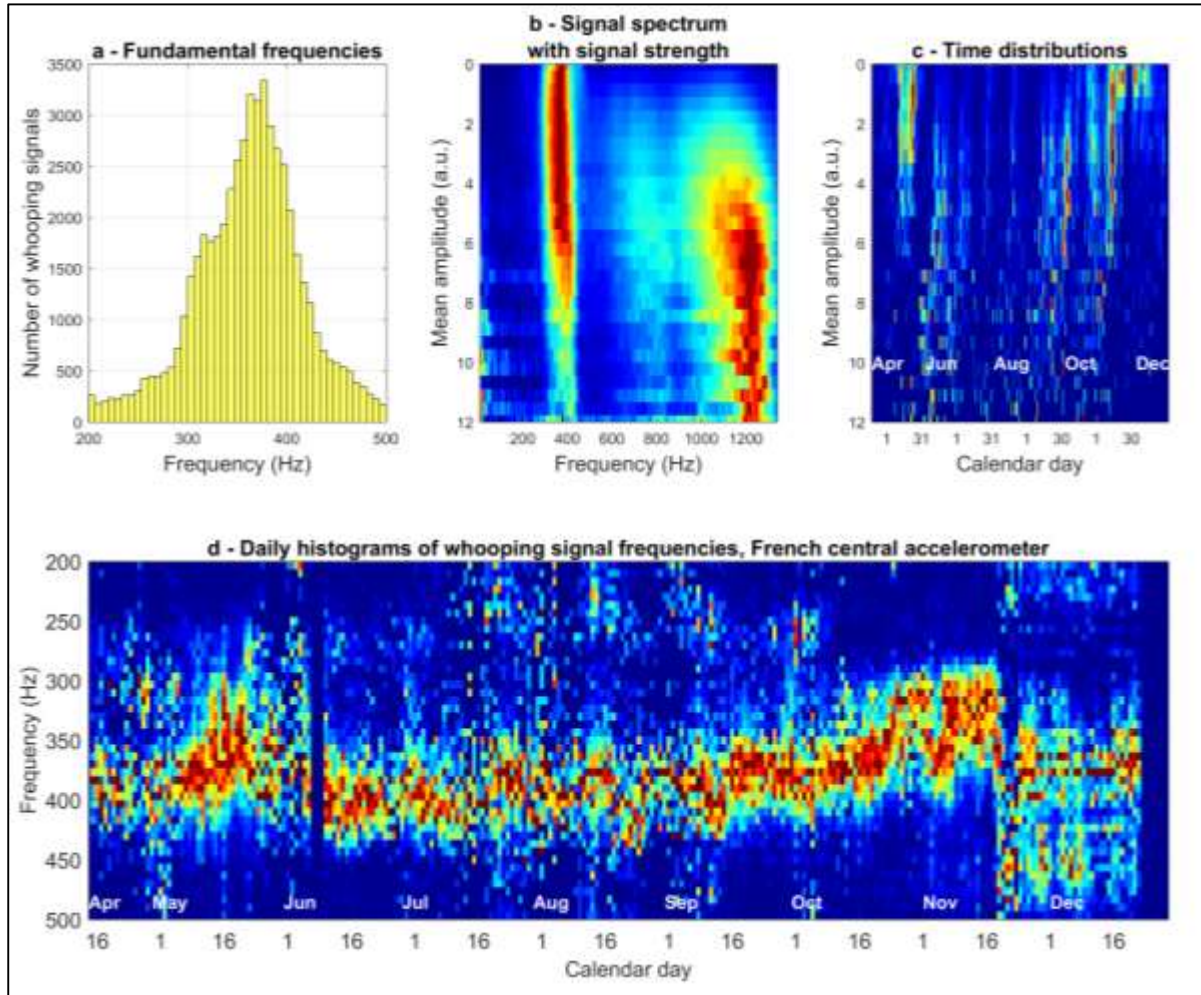 a - Fundamental frequencies
3500
3000
2500
2000
1500
1000
500
0
Number of whooping signals
200 300 400 500
Frequency (Hz)
b - Signal spectrum
with signal strength
0
2
4
6
8
10
12
Mean amplitude (a.u.)
200 400 600 800 1000 1200
Frequency (Hz)
c - Time distributions
0
2
4
6
8
10
12
Mean amplitude (a.u.)
Apr Jun Aug Oct Dec
1 31 1 31 1 30 1 30
Calendar day
d - Daily histograms of whooping signal frequencies, French central accelerometer
200
250
300
350
400
450
500
Frequency (Hz)
Apr May Jun Jul Aug Sep Oct Nov Dec
16 1 16 1 16 1 16 1 16 1 16 1 16 1 16 1 16
Calendar day